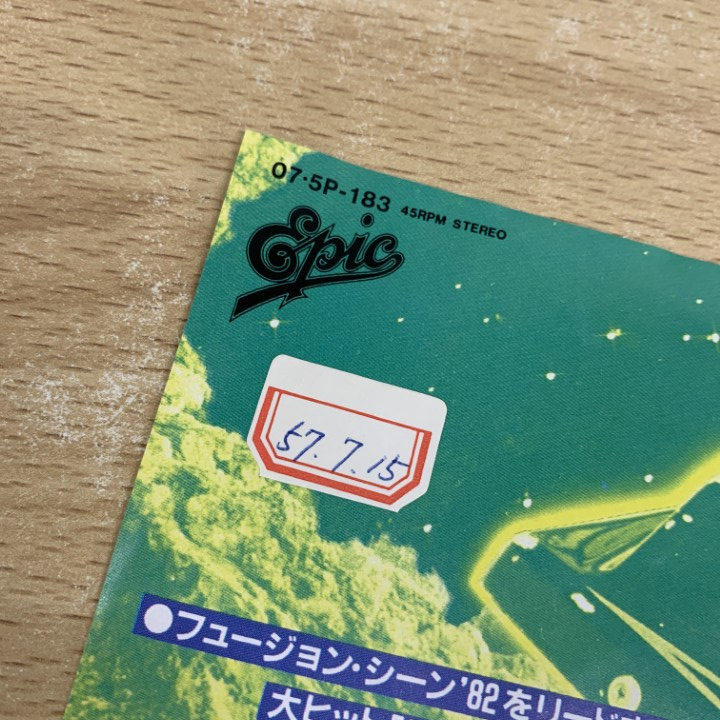 07·5P-183 45RPM STEREO
Epic
57.7.15
●フュージョン・シーン'82をリード
大ヒット